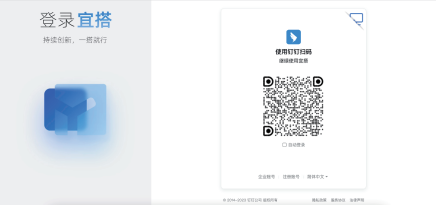 登录宜搭
持续创新，一搭就行
使用钉钉扫码
继续使用宜搭
自动登录
企业账号 注册账号 简体中文